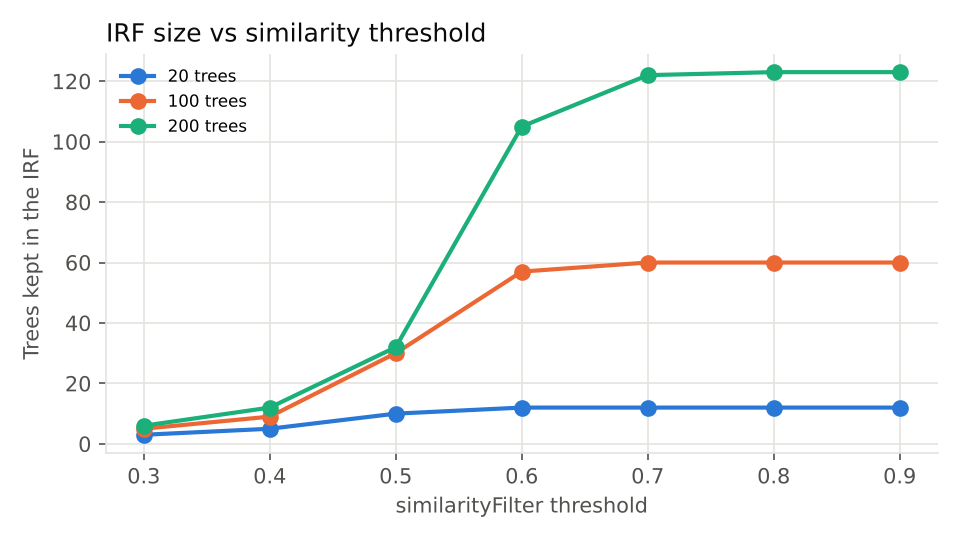 IRF size vs similarity threshold
20 trees
100 trees
200 trees
Trees kept in the IRF
120
100
80
60
40
20
0
0.3 0.4 0.5 0.6 0.7 0.8 0.9
similarityFilter threshold